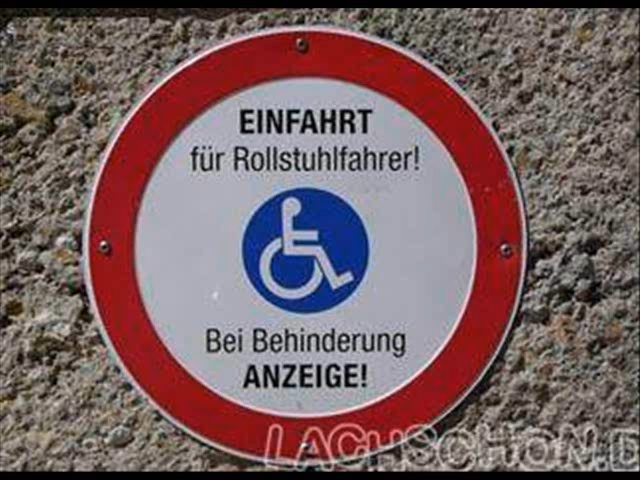 EINFAHRT
für Rollstuhlfahrer!
Bei Behinderung
ANZEIGE!
LACHSCHON.D